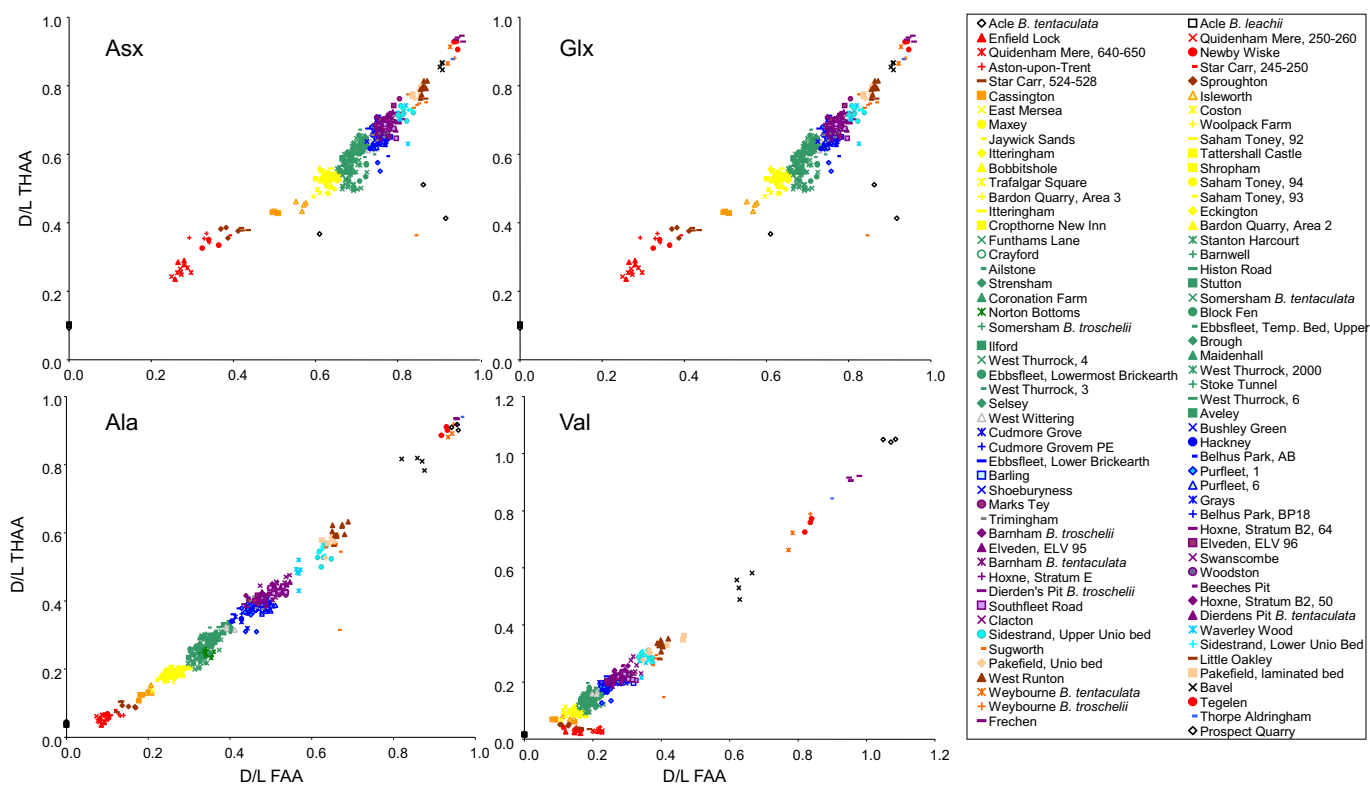 Asx
D/L THAA
1.0
0.8
0.6
0.4
0.2
0.0
0.0 0.2 0.4 0.6 0.8 1.0
Glx
1.0
0.8
0.6
0.4
0.2
0.0
0.0 0.2 0.4 0.6 0.8 1.0
Ala
D/L THAA
1.0
0.8
0.6
0.4
0.2
0.0
0.0 0.2 0.4 0.6 0.8 1.0
D/L FAA
Val
1.2
1.0
0.8
0.6
0.4
0.2
0.0
0.0 0.2 0.4 0.6 0.8 1.0 1.2
D/L FAA
Acle B. tentaculata
Enfield Lock
Quidenham Mere, 640-650
Aston-upon-Trent
Star Carr, 524-528
Cassington
East Mersea
Maxey
Jaywick Sands
Itteringham
Bobbitshole
Trafalgar Square
Bardon Quarry, Area 3
Itteringham
Cropthorne New Inn
Funthams Lane
Crayford
Ailstone
Strensham
Coronation Farm
Norton Bottoms
Somersham B. troschelii
Ilford
West Thurrock, 4
Ebbsfleet, Lowermost Brickearth
West Thurrock, 3
Selsey
West Wittering
Cudmore Grove
Cudmore Grovem PE
Ebbsfleet, Lower Brickearth
Barling
Shoeburyness
Marks Tey
Trimingham
Barnham B. troschelii
Elveden, ELV 95
Barnham B. tentaculata
Hoxne, Stratum E
Dierden's Pit B. troschelii
Southfleet Road
Clacton
Sidestrand, Upper Unio bed
Sugworth
Pakefield, Unio bed
West Runton
Weybourne B. tentaculata
Weybourne B. troschelii
Frechen
Acle B. leachii
Quidenham Mere, 250-260
Newby Wiske
Star Carr, 245-250
Sproughton
Isleworth
Coston
Woolpack Farm
Saham Toney, 92
Tattershall Castle
Shropham
Saham Toney, 94
Saham Toney, 93
Eckington
Bardon Quarry, Area 2
Stanton Harcourt
Barnwell
Histon Road
Stutton
Somersham B. tentaculata
Block Fen
Ebbsfleet, Temp. Bed, Upper
Brough
Maidenhall
West Thurrock, 2000
Stoke Tunnel
West Thurrock, 6
Aveley
Bushley Green
Hackney
Belhus Park, AB
Purfleet, 1
Purfleet, 6
Grays
Belhus Park, BP18
Hoxne, Stratum B2, 64
Elveden, ELV 96
Swanscombe
Woodston
Beeches Pit
Hoxne, Stratum B2, 50
Dierdens Pit B. tentaculata
Waverley Wood
Sidestrand, Lower Unio Bed
Little Oakley
Pakefield, laminated bed
Bavel
Tegelen
Thorpe Aldringham
Prospect Quarry